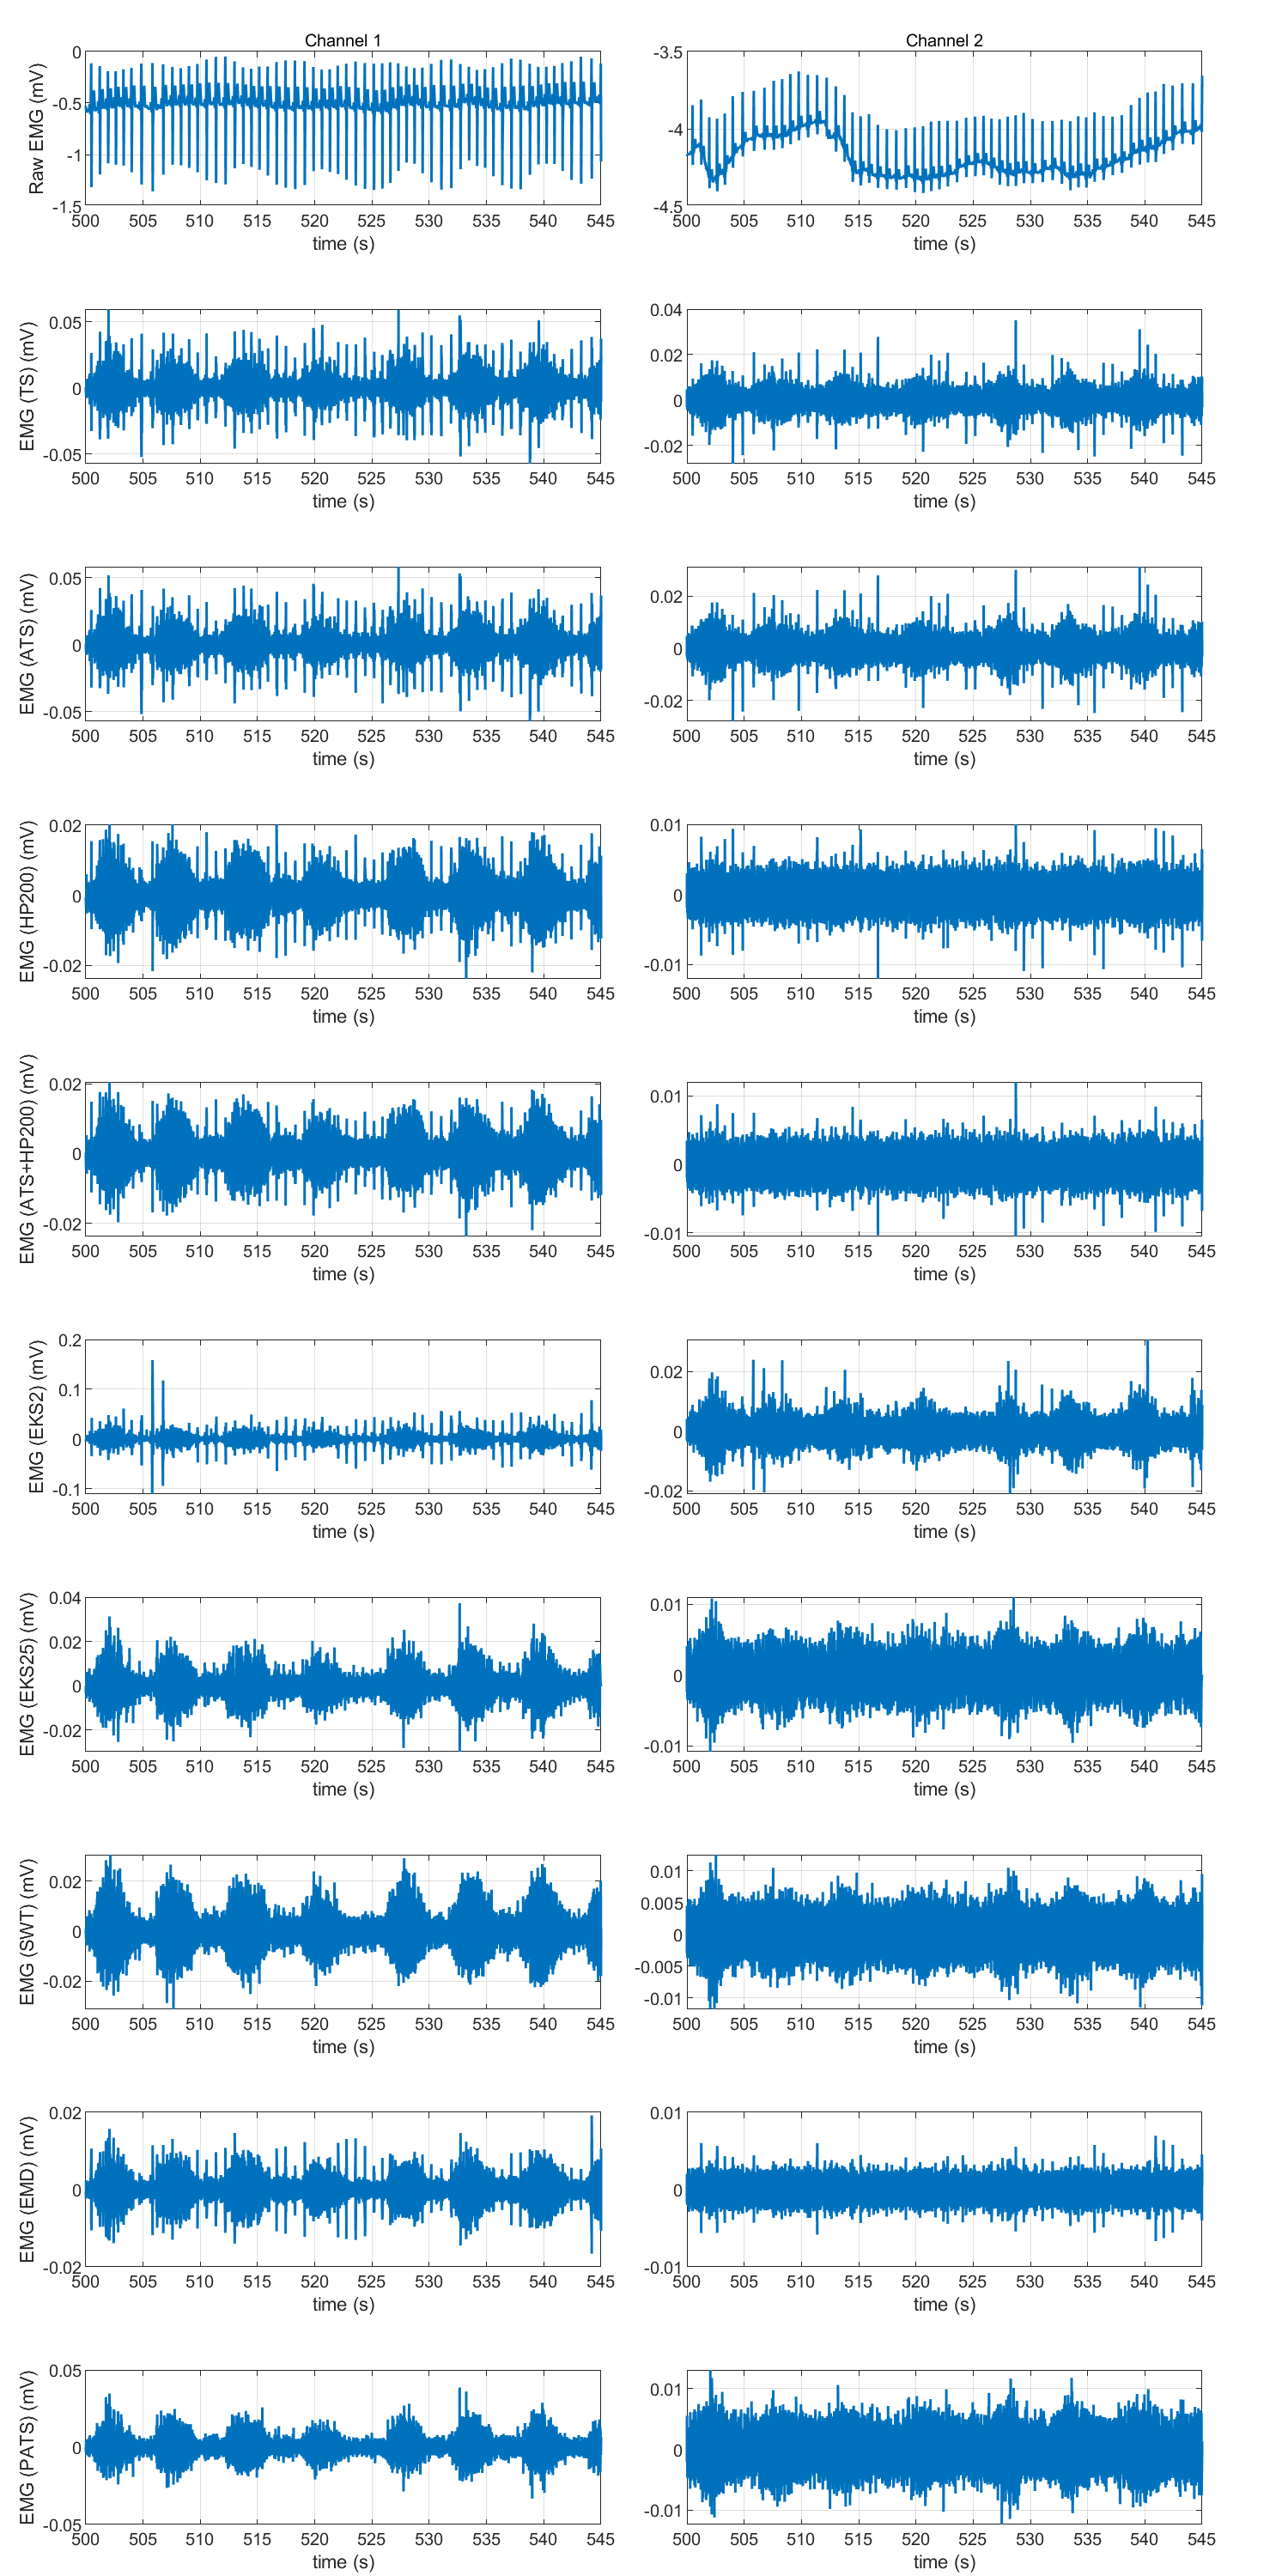 Channel 1
Raw EMG (mV)
0
-0.5
-1
-1.5
500 505 510 515 520 525 530 535 540 545
time (s)
Channel 2
-3.5
-4
-4.5
500 505 510 515 520 525 530 535 540 545
time (s)
EMG (TS) (mV)
0.05
0
-0.05
500 505 510 515 520 525 530 535 540 545
time (s)
0.04
0.02
0
-0.02
500 505 510 515 520 525 530 535 540 545
time (s)
EMG (ATS) (mV)
0.05
0
-0.05
500 505 510 515 520 525 530 535 540 545
time (s)
0.02
0
-0.02
500 505 510 515 520 525 530 535 540 545
time (s)
EMG (HP200) (mV)
0.02
0
-0.02
500 505 510 515 520 525 530 535 540 545
time (s)
0.01
0
-0.01
500 505 510 515 520 525 530 535 540 545
time (s)
EMG (ATS+HP200) (mV)
0.02
0
-0.02
500 505 510 515 520 525 530 535 540 545
time (s)
0.01
0
-0.01
500 505 510 515 520 525 530 535 540 545
time (s)
EMG (EKS2) (mV)
0.2
0.1
0
-0.1
500 505 510 515 520 525 530 535 540 545
time (s)
0.02
0
-0.02
500 505 510 515 520 525 530 535 540 545
time (s)
EMG (EKS25) (mV)
0.04
0.02
0
-0.02
500 505 510 515 520 525 530 535 540 545
time (s)
0.01
0
-0.01
500 505 510 515 520 525 530 535 540 545
time (s)
EMG (SWT) (mV)
0.02
0
-0.02
500 505 510 515 520 525 530 535 540 545
time (s)
0.01
0.005
0
-0.005
-0.01
500 505 510 515 520 525 530 535 540 545
time (s)
EMG (EMD) (mV)
0.02
0
-0.02
500 505 510 515 520 525 530 535 540 545
time (s)
0.01
0
-0.01
500 505 510 515 520 525 530 535 540 545
time (s)
EMG (PATS) (mV)
0.05
0
-0.05
500 505 510 515 520 525 530 535 540 545
time (s)
0.01
0
-0.01
500 505 510 515 520 525 530 535 540 545
time (s)